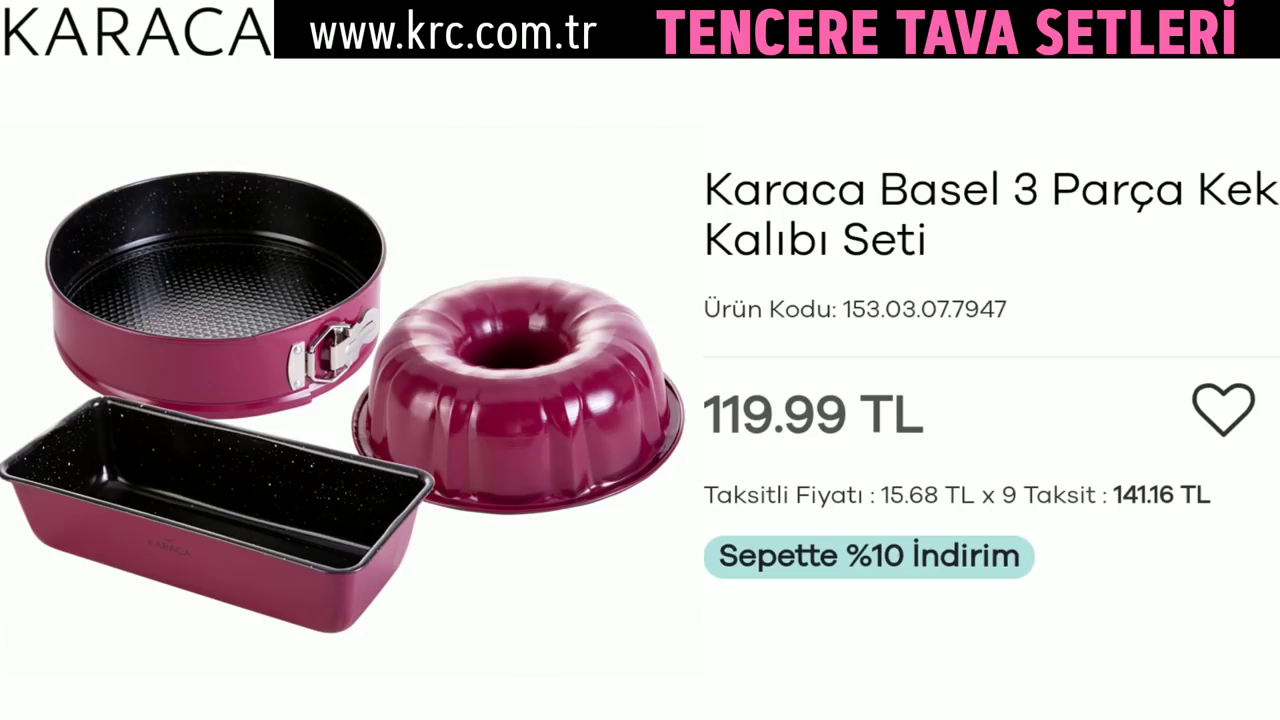 KARACA www.krc.com.tr TENCERE TAVA SETLERİ
Karaca Basel 3 Parça Kek
Kalıbı Seti
Ürün Kodu: 153.03.07.7947
119.99 TL
Taksitli Fiyatı : 15.68 TL x 9 Taksit : 141.16 TL
Sepette %10 İndirim
KARACA